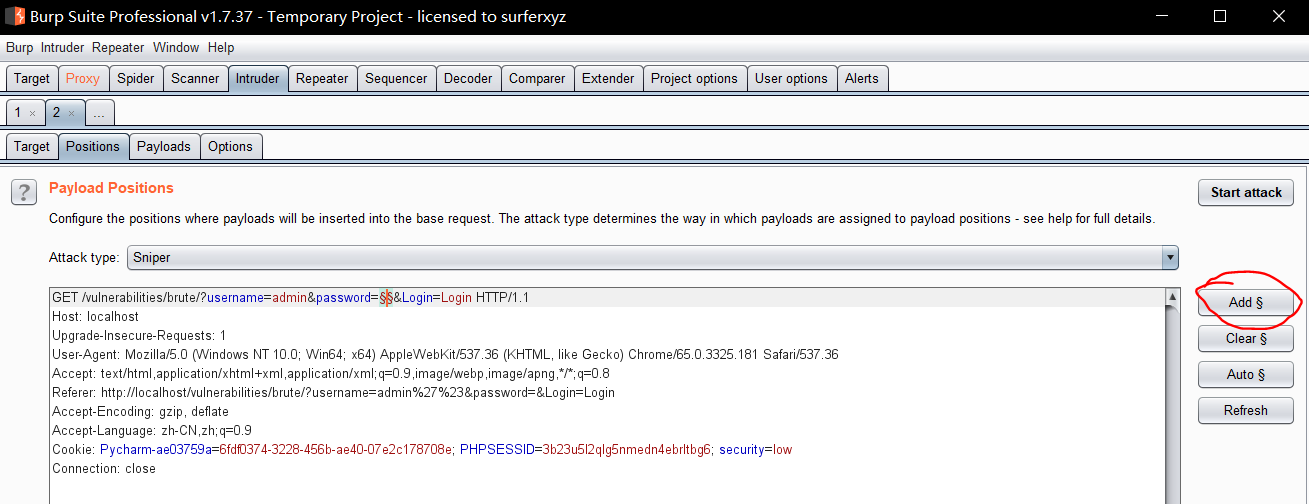 Burp Suite Professional v1.7.37 - Temporary Project - licensed to surferxyz
Burp Intruder Repeater Window Help
Target Proxy Spider Scanner Intruder Repeater Sequencer Decoder Comparer Extender Project options User options Alerts
1 × 2 × ...
Target Positions Payloads Options
? Payload Positions
Start attack
Configure the positions where payloads will be inserted into the base request. The attack type determines the way in which payloads are assigned to payload positions - see help for full details.
Attack type: Sniper
GET /vulnerabilities/brute/?username=admin&password=§§&Login=Login HTTP/1.1
Host: localhost
Upgrade-Insecure-Requests: 1
User-Agent: Mozilla/5.0 (Windows NT 10.0; Win64; x64) AppleWebKit/537.36 (KHTML, like Gecko) Chrome/65.0.3325.181 Safari/537.36
Accept: text/html,application/xhtml+xml,application/xml;q=0.9,image/webp,image/apng,*/*;q=0.8
Referer: http://localhost/vulnerabilities/brute/?username=admin%27%23&password=&Login=Login
Accept-Encoding: gzip, deflate
Accept-Language: zh-CN,zh;q=0.9
Cookie: Pycharm-ae03759a=6fdf0374-3228-456b-ae40-07e2c178708e; PHPSESSID=3b23u5l2qlg5nmedn4ebrltbg6; security=low
Connection: close
Add §
Clear §
Auto §
Refresh